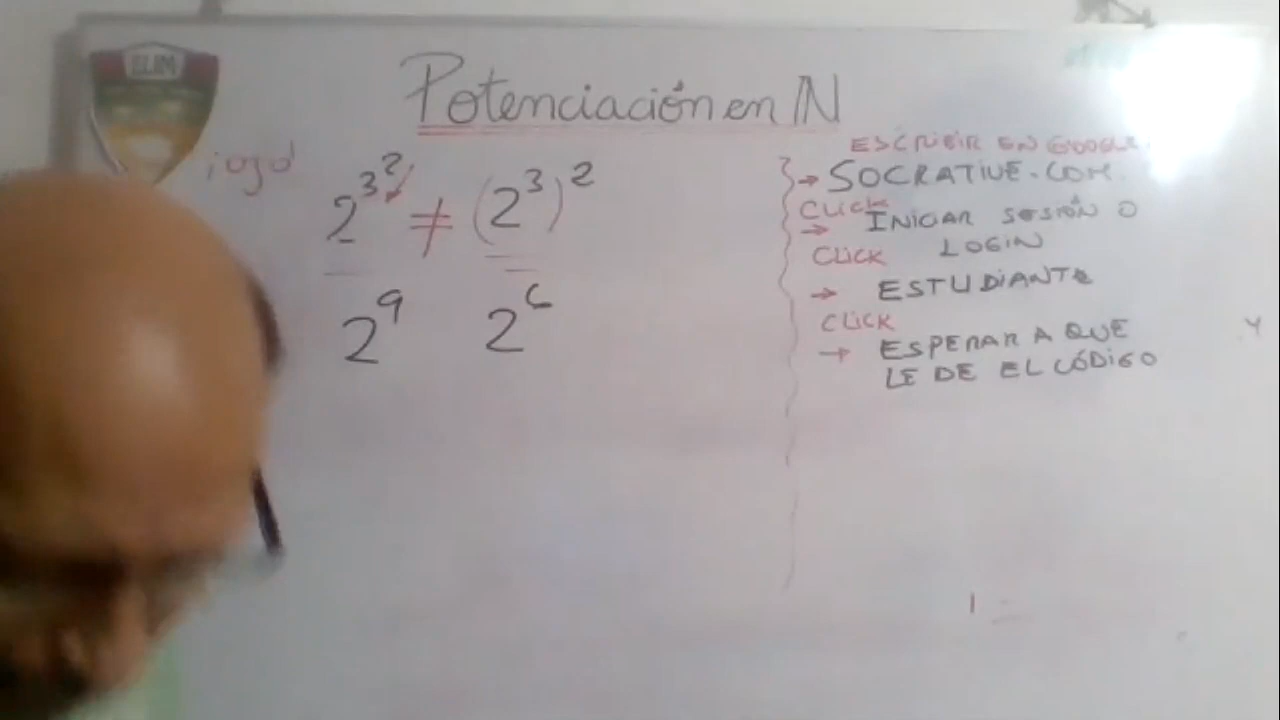 ELIM
Potenciación en ℕ
¡ojo!
2^3^2 ≠ (2^3)^2
2^9 2^6
ESCRIBIR EN GOOGLE
→ SOCRATIVE.COM
CLICK
→ INICIAR SESIÓN O
LOGIN
CLICK
→ ESTUDIANTE
CLICK
→ ESPERAR A QUE
LE DE EL CÓDIGO
Y